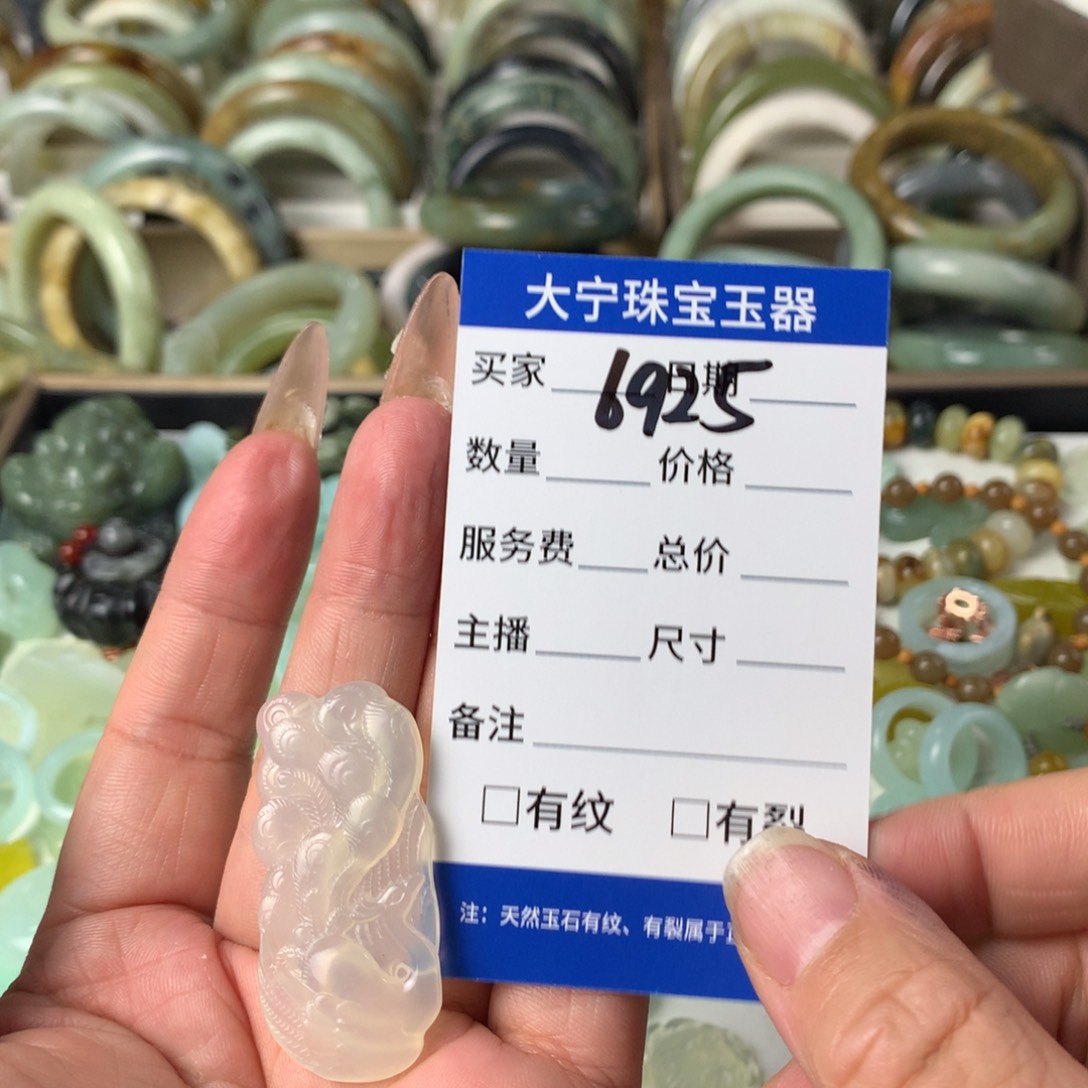 大宁珠宝玉器
买家 6925 日期
数量 价格
服务费 总价
主播 尺寸
备注
□有纹 □有裂
注：天然玉石有纹、有裂属于